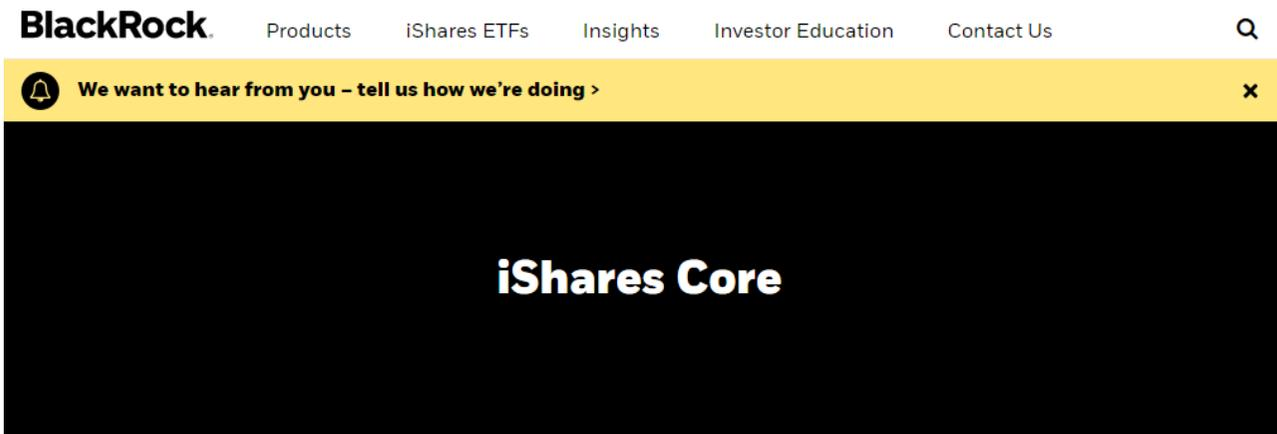 BlackRock.
Products
iShares ETFs
Insights
Investor Education
Contact Us
We want to hear from you – tell us how we’re doing >
iShares Core